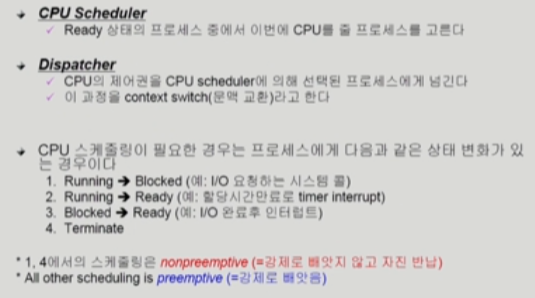 CPU Scheduler
Ready 상태의 프로세스 중에서 이번에 CPU를 줄 프로세스를 고른다
Dispatcher
CPU의 제어권을 CPU scheduler에 의해 선택된 프로세스에게 넘긴다
이 과정을 context switch(문맥 교환)라고 한다
CPU 스케줄링이 필요한 경우는 프로세스에게 다음과 같은 상태 변화가 있
는 경우이다
1. Running ➔ Blocked (예: I/O 요청하는 시스템 콜)
2. Running ➔ Ready (예: 할당시간만료로 timer interrupt)
3. Blocked ➔ Ready (예: I/O 완료후 인터럽트)
4. Terminate
* 1, 4에서의 스케줄링은 nonpreemptive (=강제로 빼앗지 않고 자진 반납)
* All other scheduling is preemptive (=강제로 빼앗음)